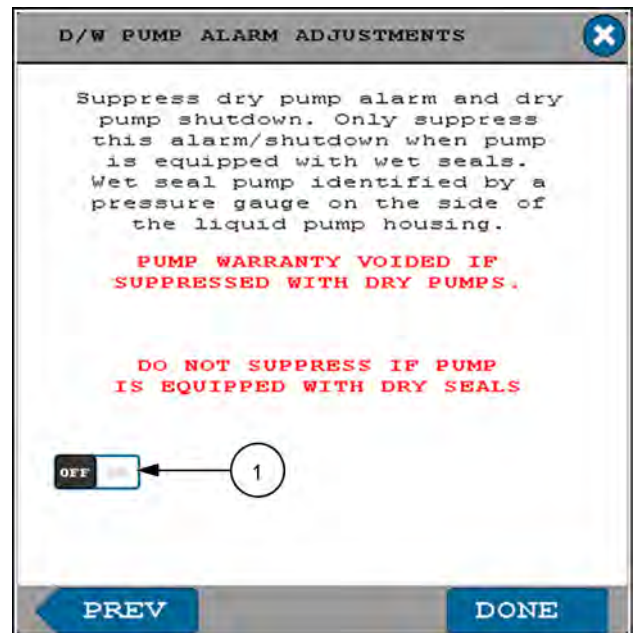 D/W PUMP ALARM ADJUSTMENTS
Suppress dry pump alarm and dry
pump shutdown. Only suppress
this alarm/shutdown when pump
is equipped with wet seals.
Wet seal pump identified by a
pressure gauge on the side of
the liquid pump housing.
PUMP WARRANTY VOIDED IF
SUPPRESSED WITH DRY PUMPS.
DO NOT SUPPRESS IF PUMP
IS EQUIPPED WITH DRY SEALS
OFF
1
PREV
DONE